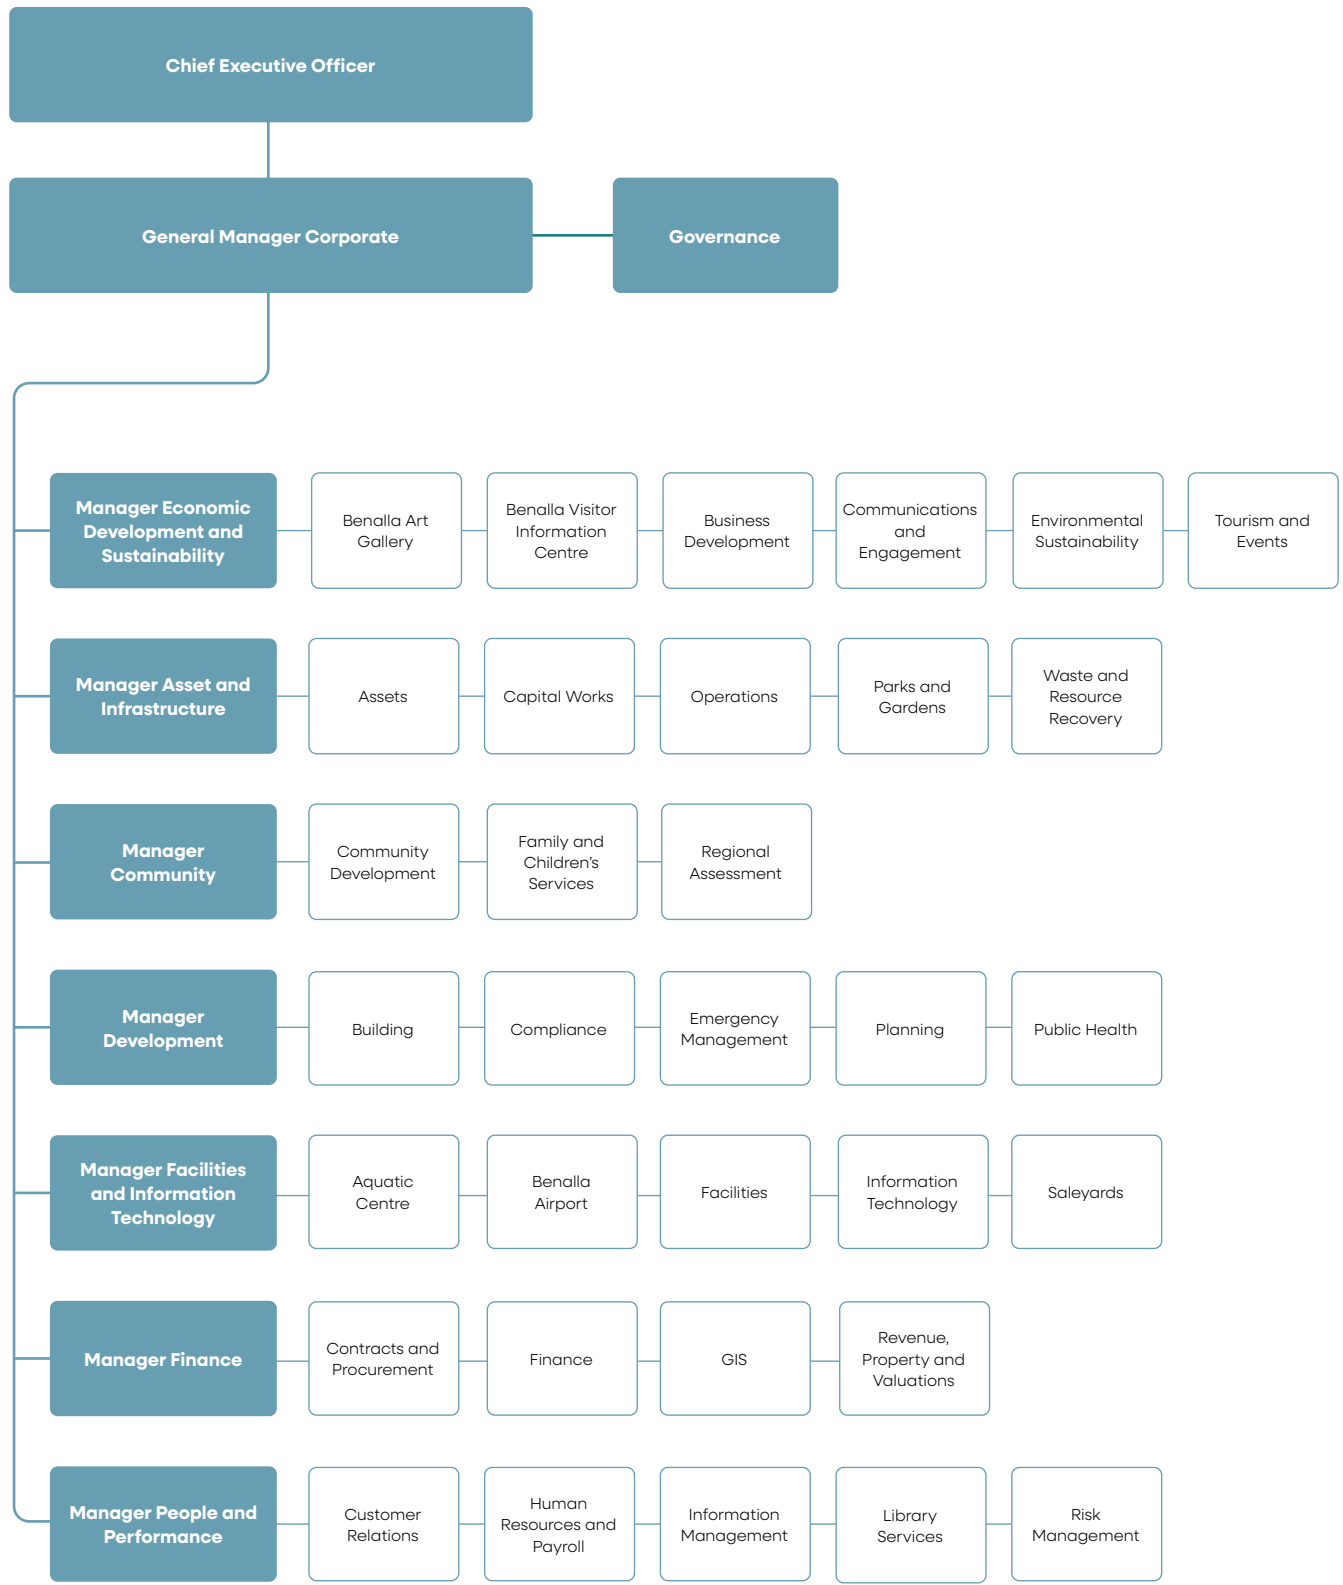 Chief Executive Officer
General Manager Corporate
Governance
Manager Economic
Development and
Sustainability
Benalla Art
Gallery
Benalla Visitor
Information
Centre
Business
Development
Communications
and
Engagement
Environmental
Sustainability
Tourism and
Events
Manager Asset and
Infrastructure
Assets
Capital Works
Operations
Parks and
Gardens
Waste and
Resource
Recovery
Manager
Community
Community
Development
Family and
Children’s
Services
Regional
Assessment
Manager
Development
Building
Compliance
Emergency
Management
Planning
Public Health
Manager Facilities
and Information
Technology
Aquatic
Centre
Benalla
Airport
Facilities
Information
Technology
Saleyards
Manager Finance
Contracts and
Procurement
Finance
GIS
Revenue,
Property and
Valuations
Manager People and
Performance
Customer
Relations
Human
Resources and
Payroll
Information
Management
Library
Services
Risk
Management